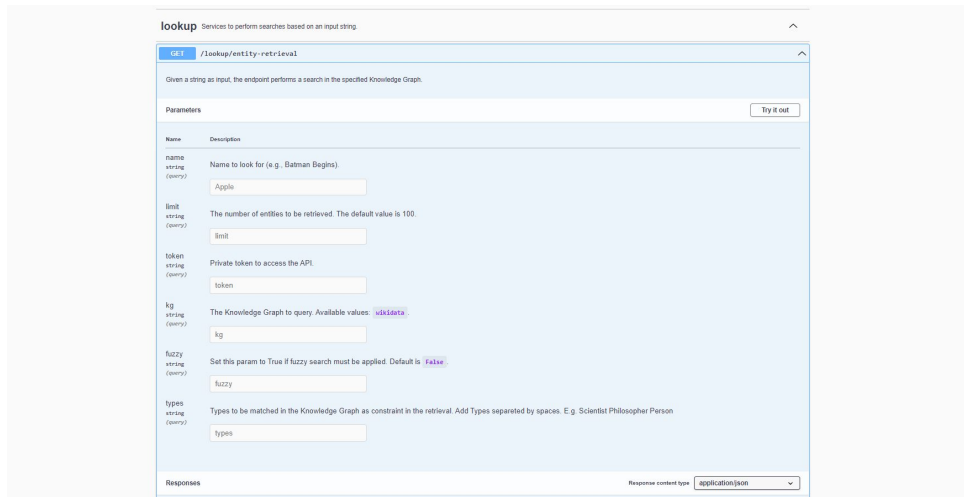 lookup Services to perform searches based on an input string.
GET /lookup/entity-retrieval
Given a string as input, the endpoint performs a search in the specified Knowledge Graph.
Parameters
Try it out
Name Description
name
string
(query)
Name to look for (e.g., Batman Begins).
Apple
limit
string
(query)
The number of entities to be retrieved. The default value is 100.
limit
token
string
(query)
Private token to access the API.
token
kg
string
(query)
The Knowledge Graph to query. Available values: wikidata.
kg
fuzzy
string
(query)
Set this param to True if fuzzy search must be applied. Default is False
fuzzy
types
string
(query)
Types to be matched in the Knowledge Graph as constraint in the retrieval. Add Types separeted by spaces. E.g. Scientist Philosopher Person
types
Responses
Response content type application/json